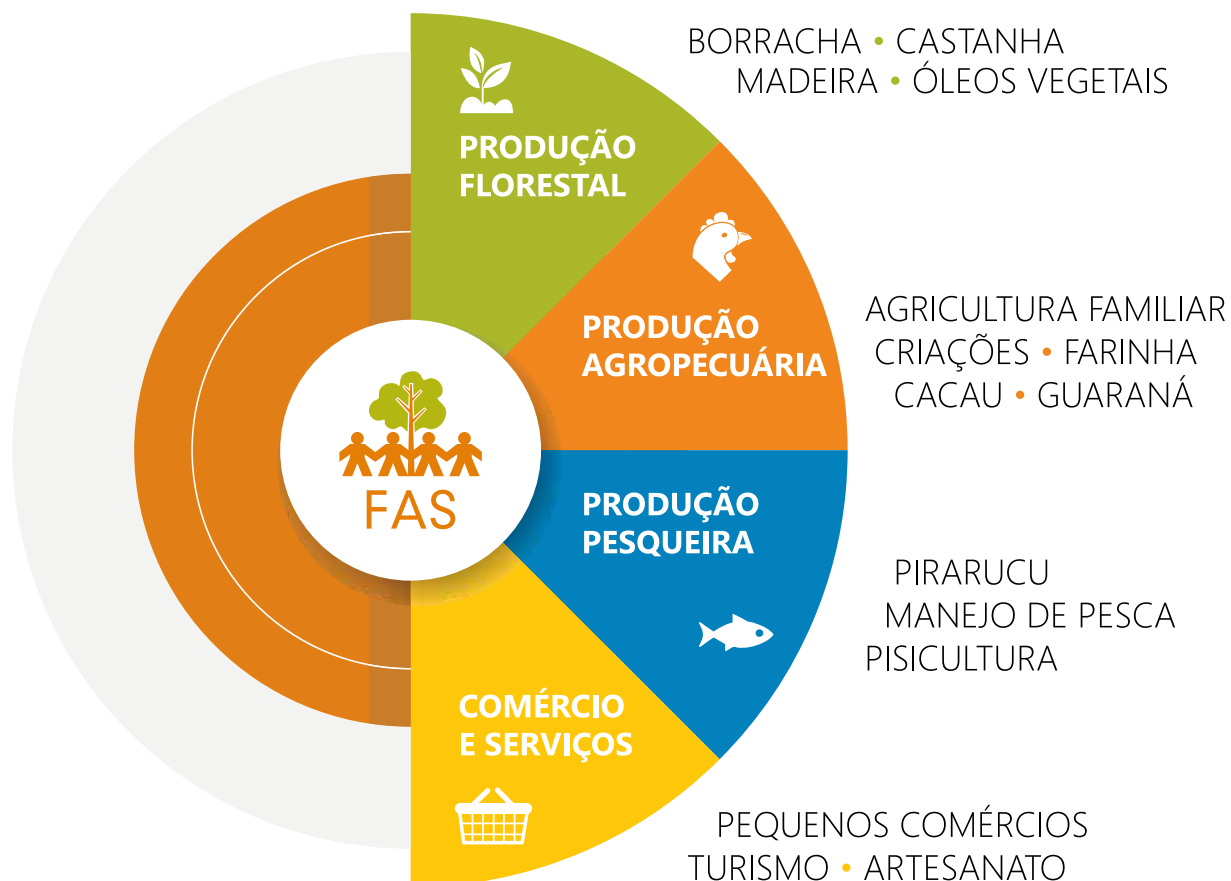 BORRACHA • CASTANHA
MADEIRA • ÓLEOS VEGETAIS
PRODUÇÃO
FLORESTAL
AGRICULTURA FAMILIAR
CRIAÇÕES • FARINHA
CACAU • GUARANÁ
PRODUÇÃO
AGROPECUÁRIA
FAS
PRODUÇÃO
PESQUEIRA
PIRARUCU
MANEJO DE PESCA
PISICULTURA
COMÉRCIO
E SERVIÇOS
PEQUENOS COMÉRCIOS
TURISMO • ARTESANATO